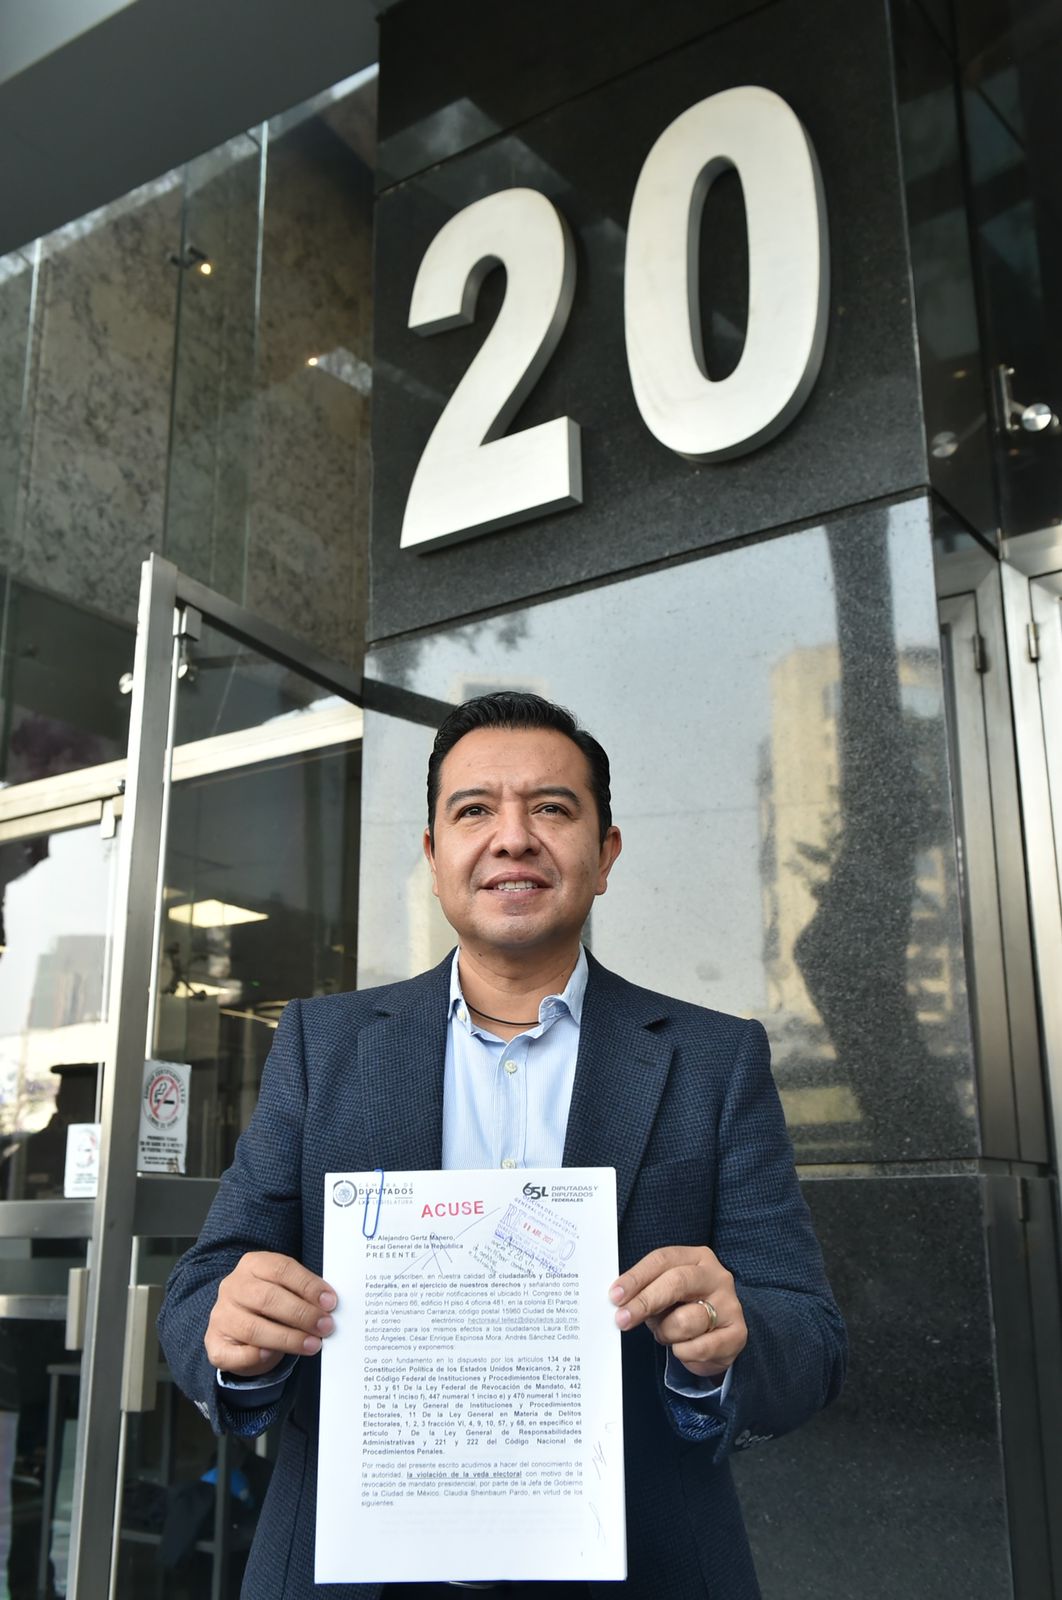 20
CÁMARA DE
DIPUTADOS
LXV LEGISLATURA
65L DIPUTADAS Y
DIPUTADOS
FEDERALES
ACUSE
Dr. Alejandro Gertz Manero,
Fiscal General de la República
P R E S E N T E
Los que suscriben, en nuestra calidad de ciudadanos y Diputados
Federales, en el ejercicio de nuestros derechos y señalando como
domicilio para oír y recibir notificaciones el ubicado H. Congreso de la
Unión número 66, edificio H piso 4 oficina 481, en la colonia El Parque,
alcaldía Venustiano Carranza, código postal 15960 Ciudad de México,
y el correo electrónico hectorsaul.tellez@diputados.gob.mx,
autorizando para los mismos efectos a los ciudadanos Laura Edith
Soto Ángeles, César Enrique Espinosa Mora, Andrés Sánchez Cedillo,
comparecemos y exponemos:
Que con fundamento en lo dispuesto por los artículos 134 de la
Constitución Política de los Estados Unidos Mexicanos, 2 y 228
del Código Federal de Instituciones y Procedimientos Electorales,
1, 33 y 61 De la Ley Federal de Revocación de Mandato, 442
numeral 1 inciso f), 447 numeral 1 inciso e) y 470 numeral 1 inciso
b) De la Ley General de Instituciones y Procedimientos
Electorales, 11 De la Ley General en Materia de Delitos
Electorales, 1, 2, 3 fracción VI, 4, 9, 10, 57, y 68, en específico el
artículo 7 De la Ley General de Responsabilidades
Administrativas y 221 y 222 del Código Nacional de
Procedimientos Penales.
Por medio del presente escrito acudimos a hacer del conocimiento de
la autoridad, la violación de la veda electoral con motivo de la
revocación de mandato presidencial, por parte de la Jefa de Gobierno
de la Ciudad de México, Claudia Sheinbaum Pardo, en virtud de los
siguientes: